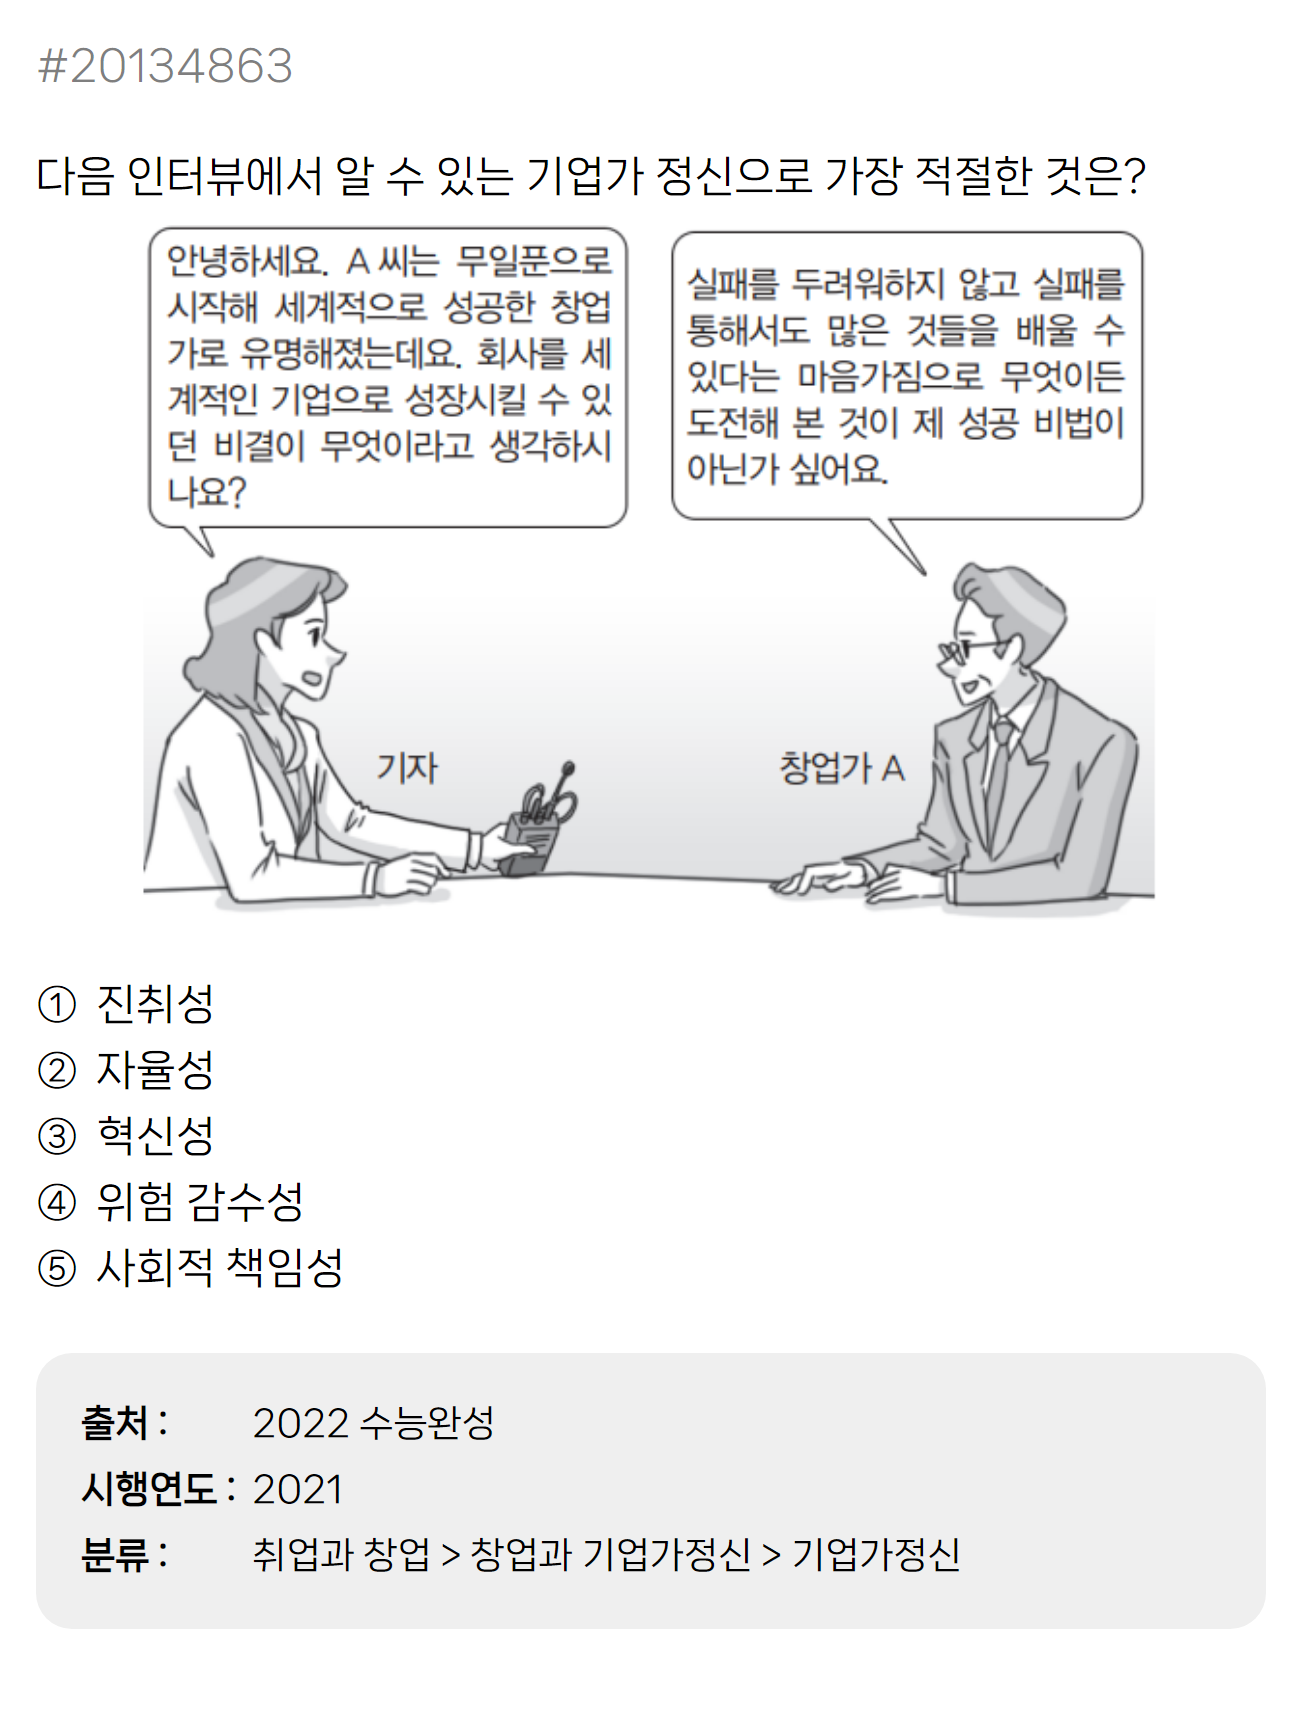 #20134863
다음 인터뷰에서 알 수 있는 기업가 정신으로 가장 적절한 것은?
안녕하세요. A 씨는 무일푼으로
시작해 세계적으로 성공한 창업
가로 유명해졌는데요. 회사를 세
계적인 기업으로 성장시킬 수 있
던 비결이 무엇이라고 생각하시
나요?
실패를 두려워하지 않고 실패를
통해서도 많은 것들을 배울 수
있다는 마음가짐으로 무엇이든
도전해 본 것이 제 성공 비법이
아닌가 싶어요.
기자
창업가 A
① 진취성
② 자율성
③ 혁신성
④ 위험 감수성
⑤ 사회적 책임성
출처 : 2022 수능완성
시행연도 : 2021
분류 : 취업과 창업 > 창업과 기업가정신 > 기업가정신